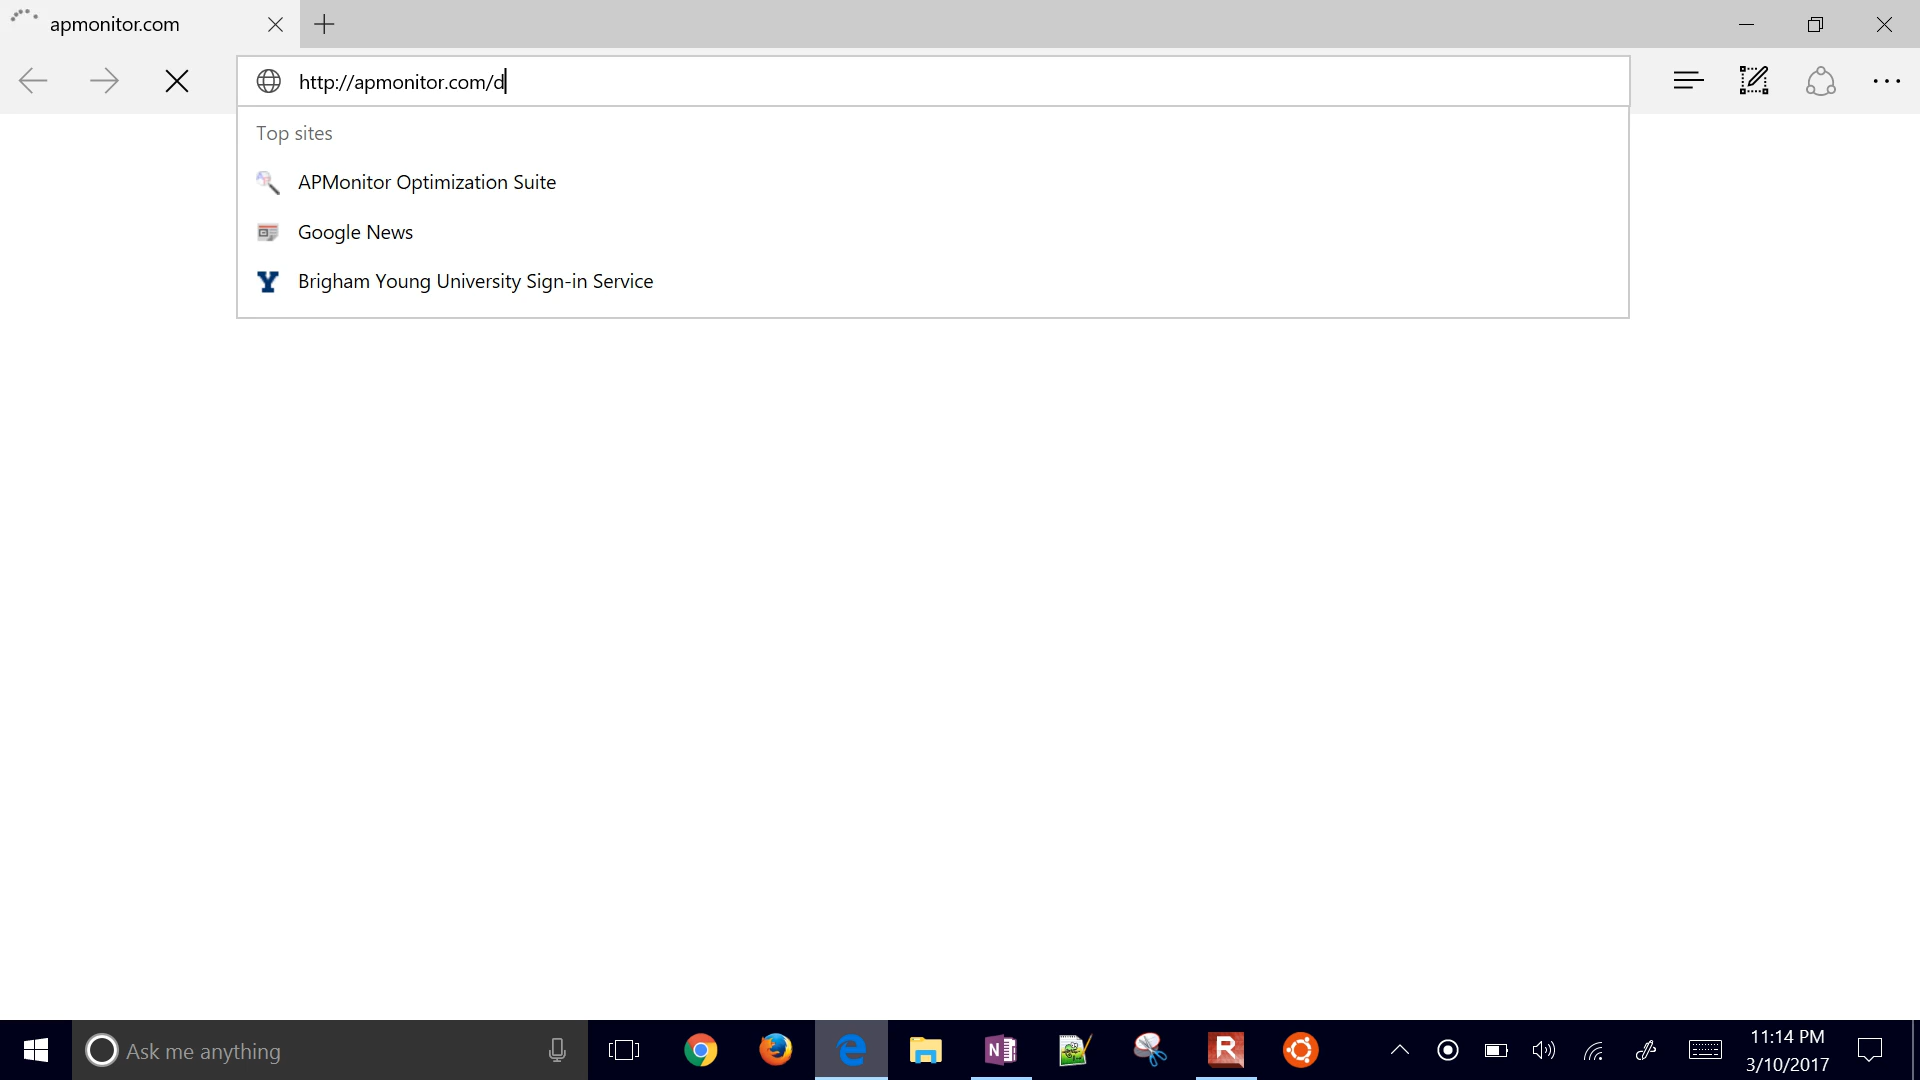 apmonitor.com
http://apmonitor.com/d
Top sites
APMonitor Optimization Suite
Google News
Y Brigham Young University Sign-in Service
Ask me anything
N
R
11:14 PM
3/10/2017